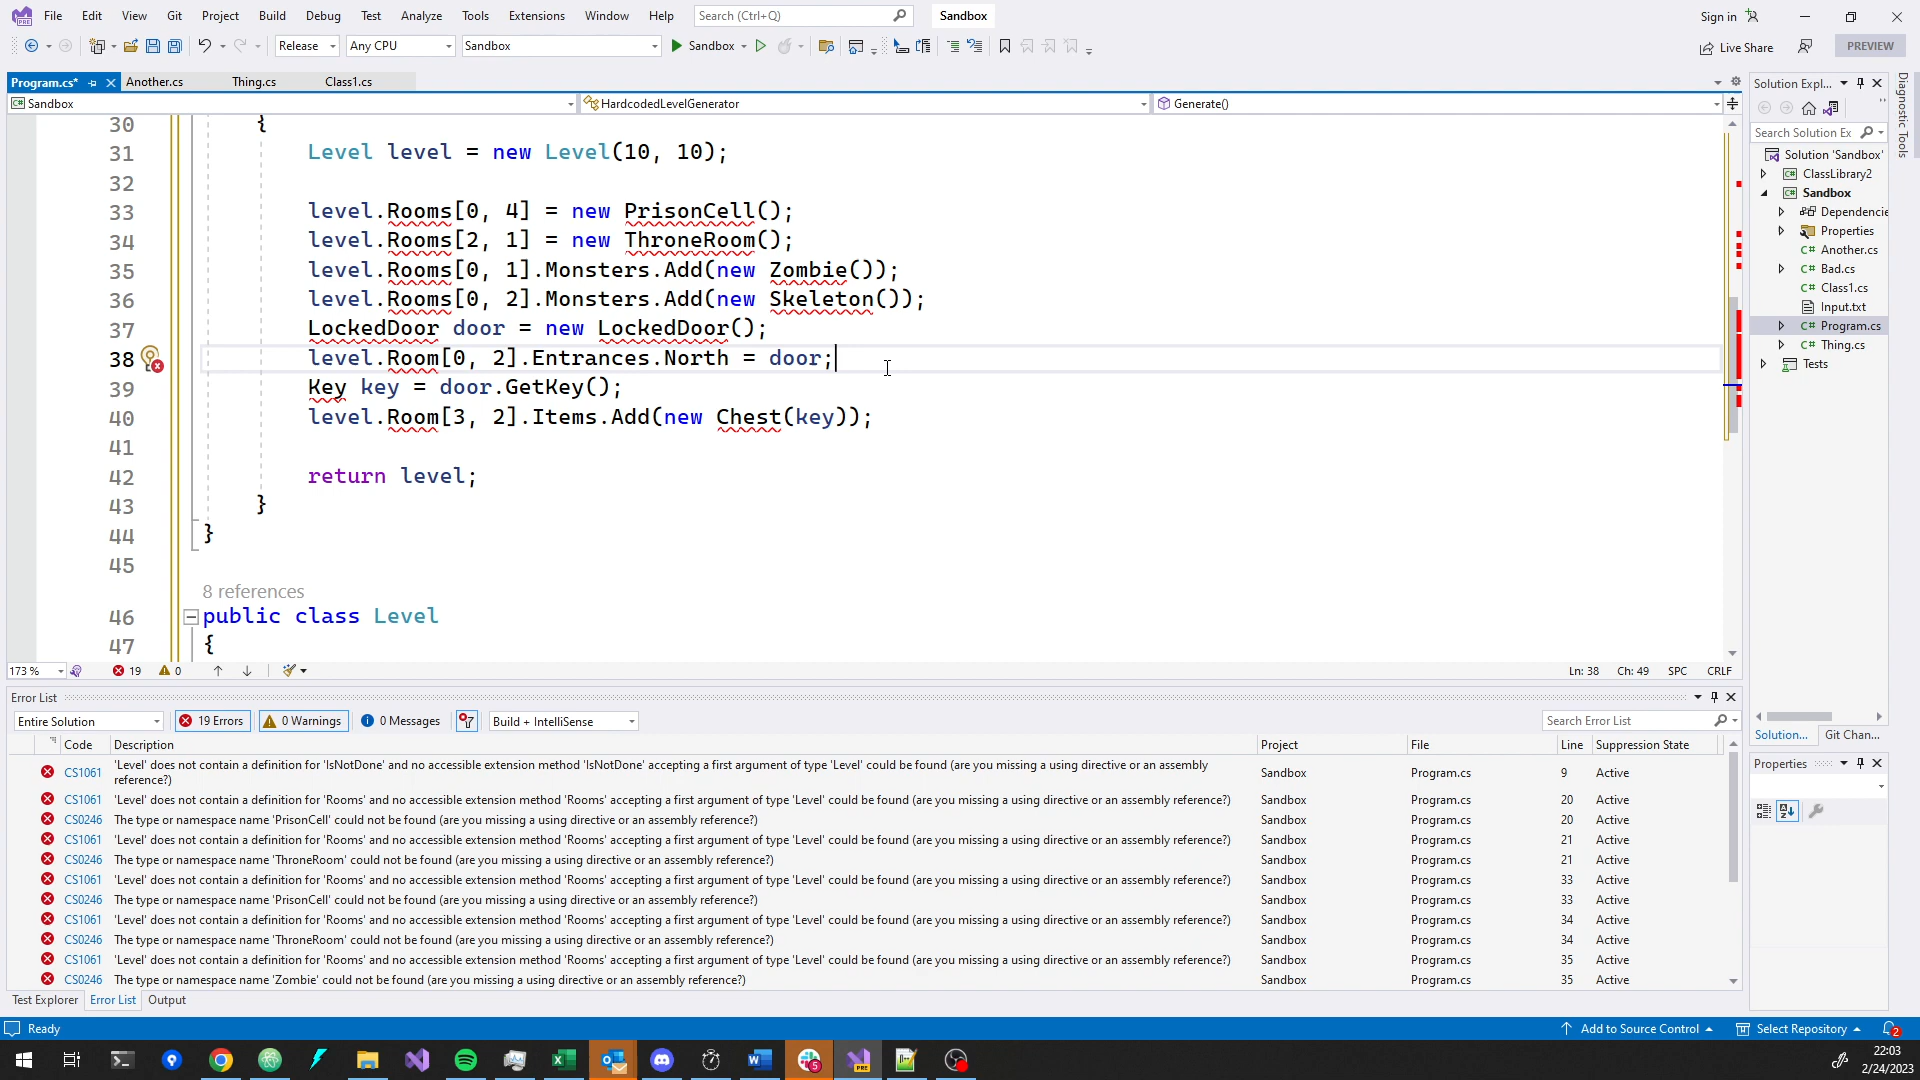 File Edit View Git Project Build Debug Test Analyze Tools Extensions Window Help Search (Ctrl+Q) Sandbox Sign in
Release Any CPU Sandbox Sandbox Live Share PREVIEW
Program.cs* Another.cs Thing.cs Class1.cs
Sandbox HardcodedLevelGenerator Generate()
30 {
31 Level level = new Level(10, 10);
32
33 level.Rooms[0, 4] = new PrisonCell();
34 level.Rooms[2, 1] = new ThroneRoom();
35 level.Rooms[0, 1].Monsters.Add(new Zombie());
36 level.Rooms[0, 2].Monsters.Add(new Skeleton());
37 LockedDoor door = new LockedDoor();
38 level.Room[0, 2].Entrances.North = door;
39 Key key = door.GetKey();
40 level.Room[3, 2].Items.Add(new Chest(key));
41
42 return level;
43 }
44 }
45
8 references
46 public class Level
47 {
173 % 19 0 Ln: 38 Ch: 49 SPC CRLF
Error List
Entire Solution 19 Errors 0 Warnings 0 Messages Build + IntelliSense Search Error List
Code Description Project File Line Suppression State
CS1061 'Level' does not contain a definition for 'IsNotDone' and no accessible extension method 'IsNotDone' accepting a first argument of type 'Level' could be found (are you missing a using directive or an assembly
reference?) Sandbox Program.cs 9 Active
CS1061 'Level' does not contain a definition for 'Rooms' and no accessible extension method 'Rooms' accepting a first argument of type 'Level' could be found (are you missing a using directive or an assembly reference?) Sandbox Program.cs 20 Active
CS0246 The type or namespace name 'PrisonCell' could not be found (are you missing a using directive or an assembly reference?) Sandbox Program.cs 20 Active
CS1061 'Level' does not contain a definition for 'Rooms' and no accessible extension method 'Rooms' accepting a first argument of type 'Level' could be found (are you missing a using directive or an assembly reference?) Sandbox Program.cs 21 Active
CS0246 The type or namespace name 'ThroneRoom' could not be found (are you missing a using directive or an assembly reference?) Sandbox Program.cs 21 Active
CS1061 'Level' does not contain a definition for 'Rooms' and no accessible extension method 'Rooms' accepting a first argument of type 'Level' could be found (are you missing a using directive or an assembly reference?) Sandbox Program.cs 33 Active
CS0246 The type or namespace name 'PrisonCell' could not be found (are you missing a using directive or an assembly reference?) Sandbox Program.cs 33 Active
CS1061 'Level' does not contain a definition for 'Rooms' and no accessible extension method 'Rooms' accepting a first argument of type 'Level' could be found (are you missing a using directive or an assembly reference?) Sandbox Program.cs 34 Active
CS0246 The type or namespace name 'ThroneRoom' could not be found (are you missing a using directive or an assembly reference?) Sandbox Program.cs 34 Active
CS1061 'Level' does not contain a definition for 'Rooms' and no accessible extension method 'Rooms' accepting a first argument of type 'Level' could be found (are you missing a using directive or an assembly reference?) Sandbox Program.cs 35 Active
CS0246 The type or namespace name 'Zombie' could not be found (are you missing a using directive or an assembly reference?) Sandbox Program.cs 35 Active
Test Explorer Error List Output
Solution Expl...
Search Solution Ex
Solution 'Sandbox'
ClassLibrary2
Sandbox
Dependencie
Properties
Another.cs
Bad.cs
Class1.cs
Input.txt
Program.cs
Thing.cs
Tests
Solution... Git Chan...
Properties
Diagnostic Tools
Ready Add to Source Control Select Repository 2
22:03
2/24/2023